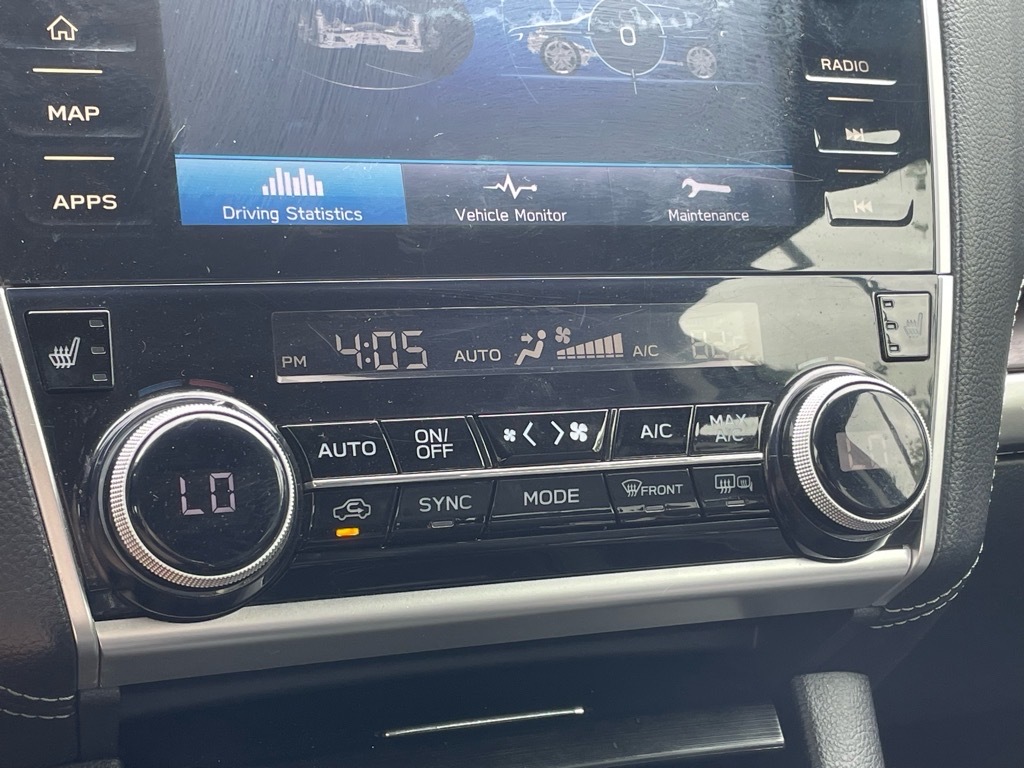 0
RADIO
MAP
APPS
Driving Statistics
Vehicle Monitor
Maintenance
PM 4:05 AUTO A/C
AUTO
ON/
OFF
A/C
MAX
A/C
LO
SYNC
MODE
FRONT